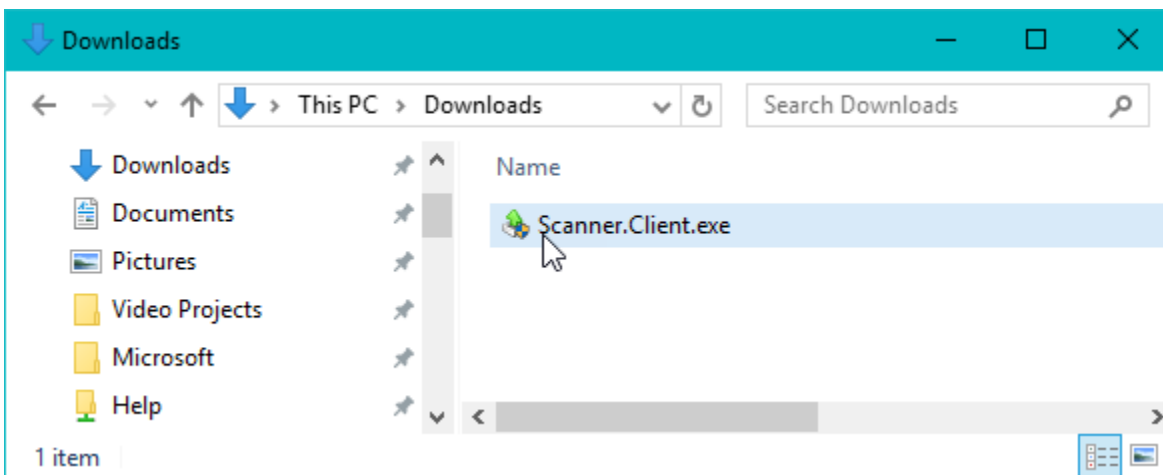 Downloads
This PC > Downloads
Search Downloads
Downloads
Documents
Pictures
Video Projects
Microsoft
Help
Name
Scanner.Client.exe
1 item